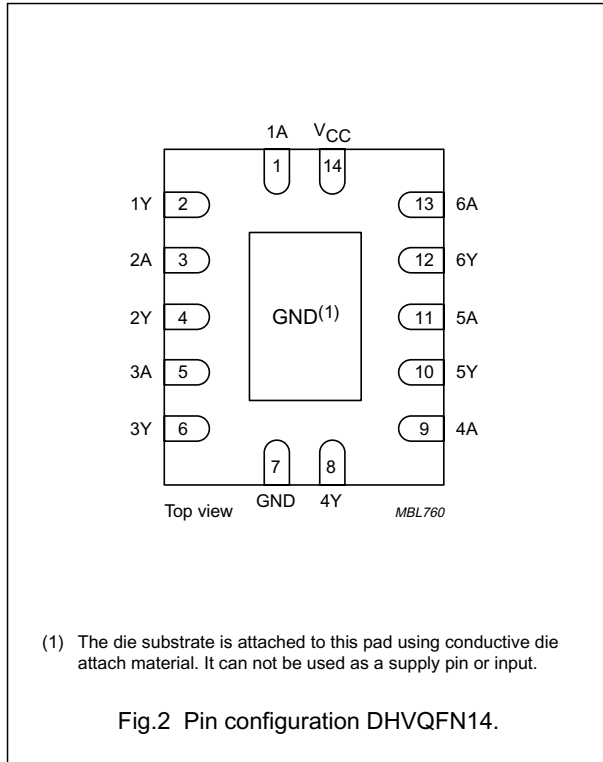 1A VCC
1 14
1Y 2 13 6A
2A 3 12 6Y
GND(1)
2Y 4 11 5A
3A 5 10 5Y
3Y 6 9 4A
7 8
Top view GND 4Y MBL760
(1) The die substrate is attached to this pad using conductive die
attach material. It can not be used as a supply pin or input.
Fig.2 Pin configuration DHVQFN14.